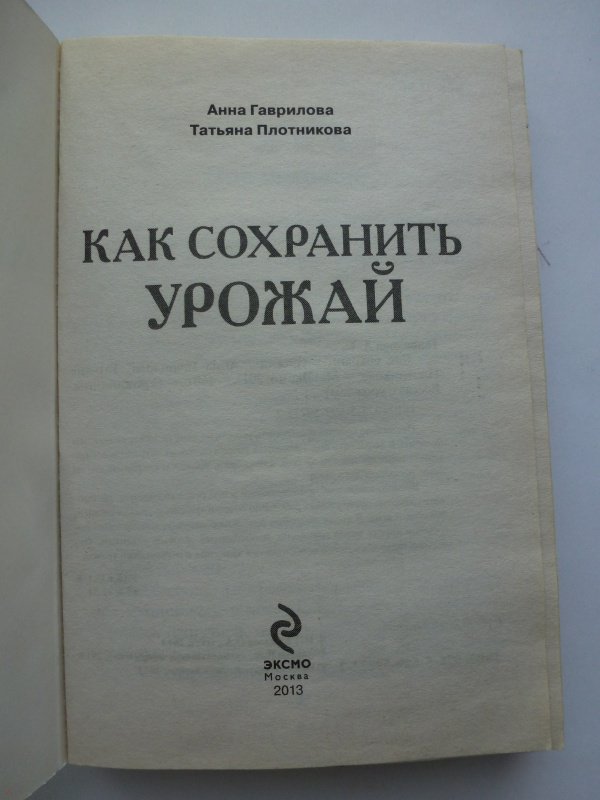 Анна Гаврилова
Татьяна Плотникова
КАК СОХРАНИТЬ
УРОЖАЙ
ЭКСМО
Москва
2013